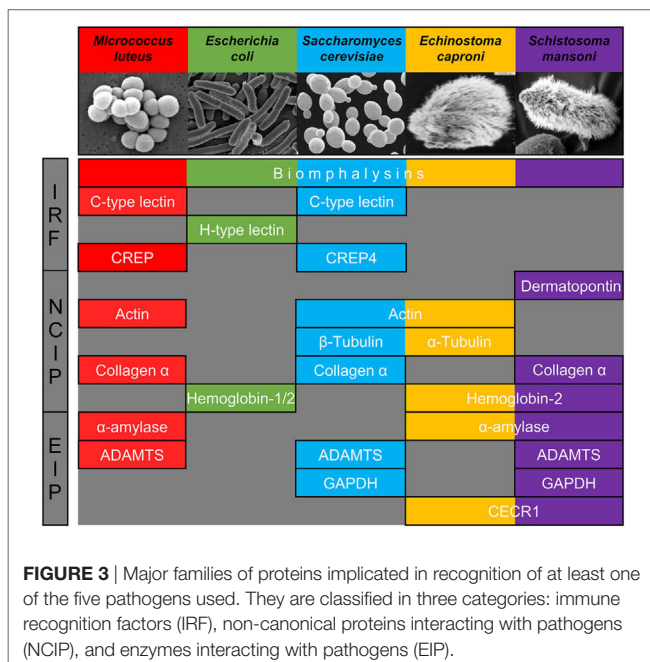 Micrococcus luteus Escherichia coli Saccharomyces cerevisiae Echinostoma caproni Schistosoma mansoni
IRF
Biomphalysins
C-type lectin C-type lectin
H-type lectin
CREP CREP4
NCIP
Dermatopontin
Actin Actin
β-Tubulin α-Tubulin
Collagen α Collagen α Collagen α
Hemoglobin-1/2 Hemoglobin-2
EIP
α-amylase α-amylase
ADAMTS ADAMTS ADAMTS
GAPDH GAPDH
CECR1
FIGURE 3 | Major families of proteins implicated in recognition of at least one
of the five pathogens used. They are classified in three categories: immune
recognition factors (IRF), non-canonical proteins interacting with pathogens
(NCIP), and enzymes interacting with pathogens (EIP).